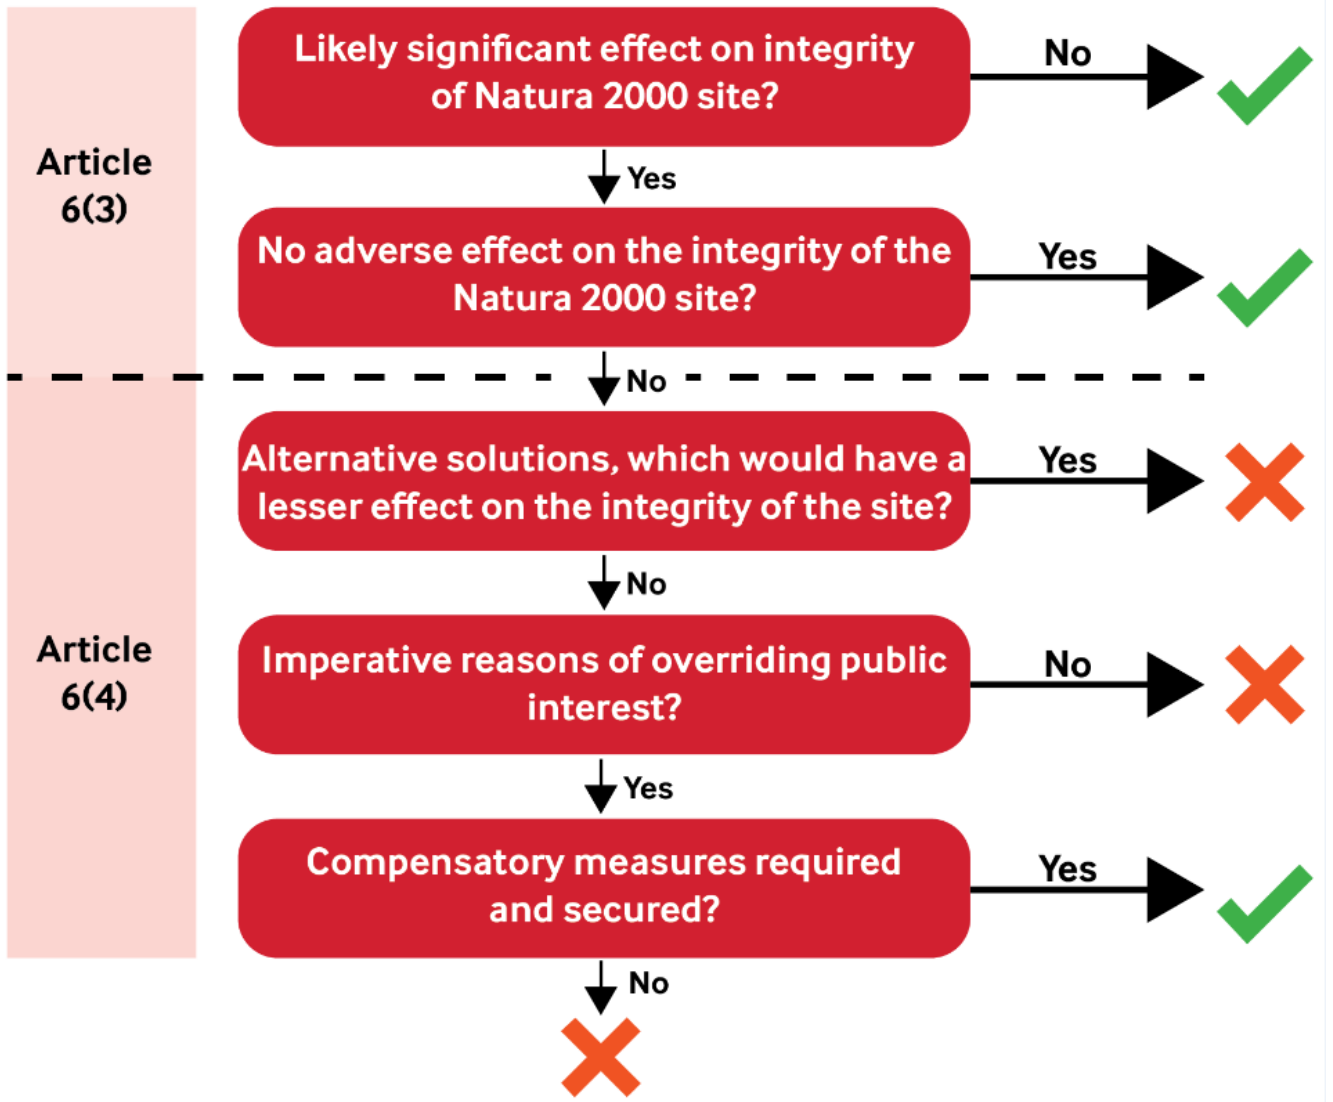 Likely significant effect on integrity
of Natura 2000 site?
No
Yes
Article
6(3)
No adverse effect on the integrity of the
Natura 2000 site?
Yes
No
Alternative solutions, which would have a
lesser effect on the integrity of the site?
Yes
No
Article
6(4)
Imperative reasons of overriding public
interest?
No
Yes
Compensatory measures required
and secured?
Yes
No